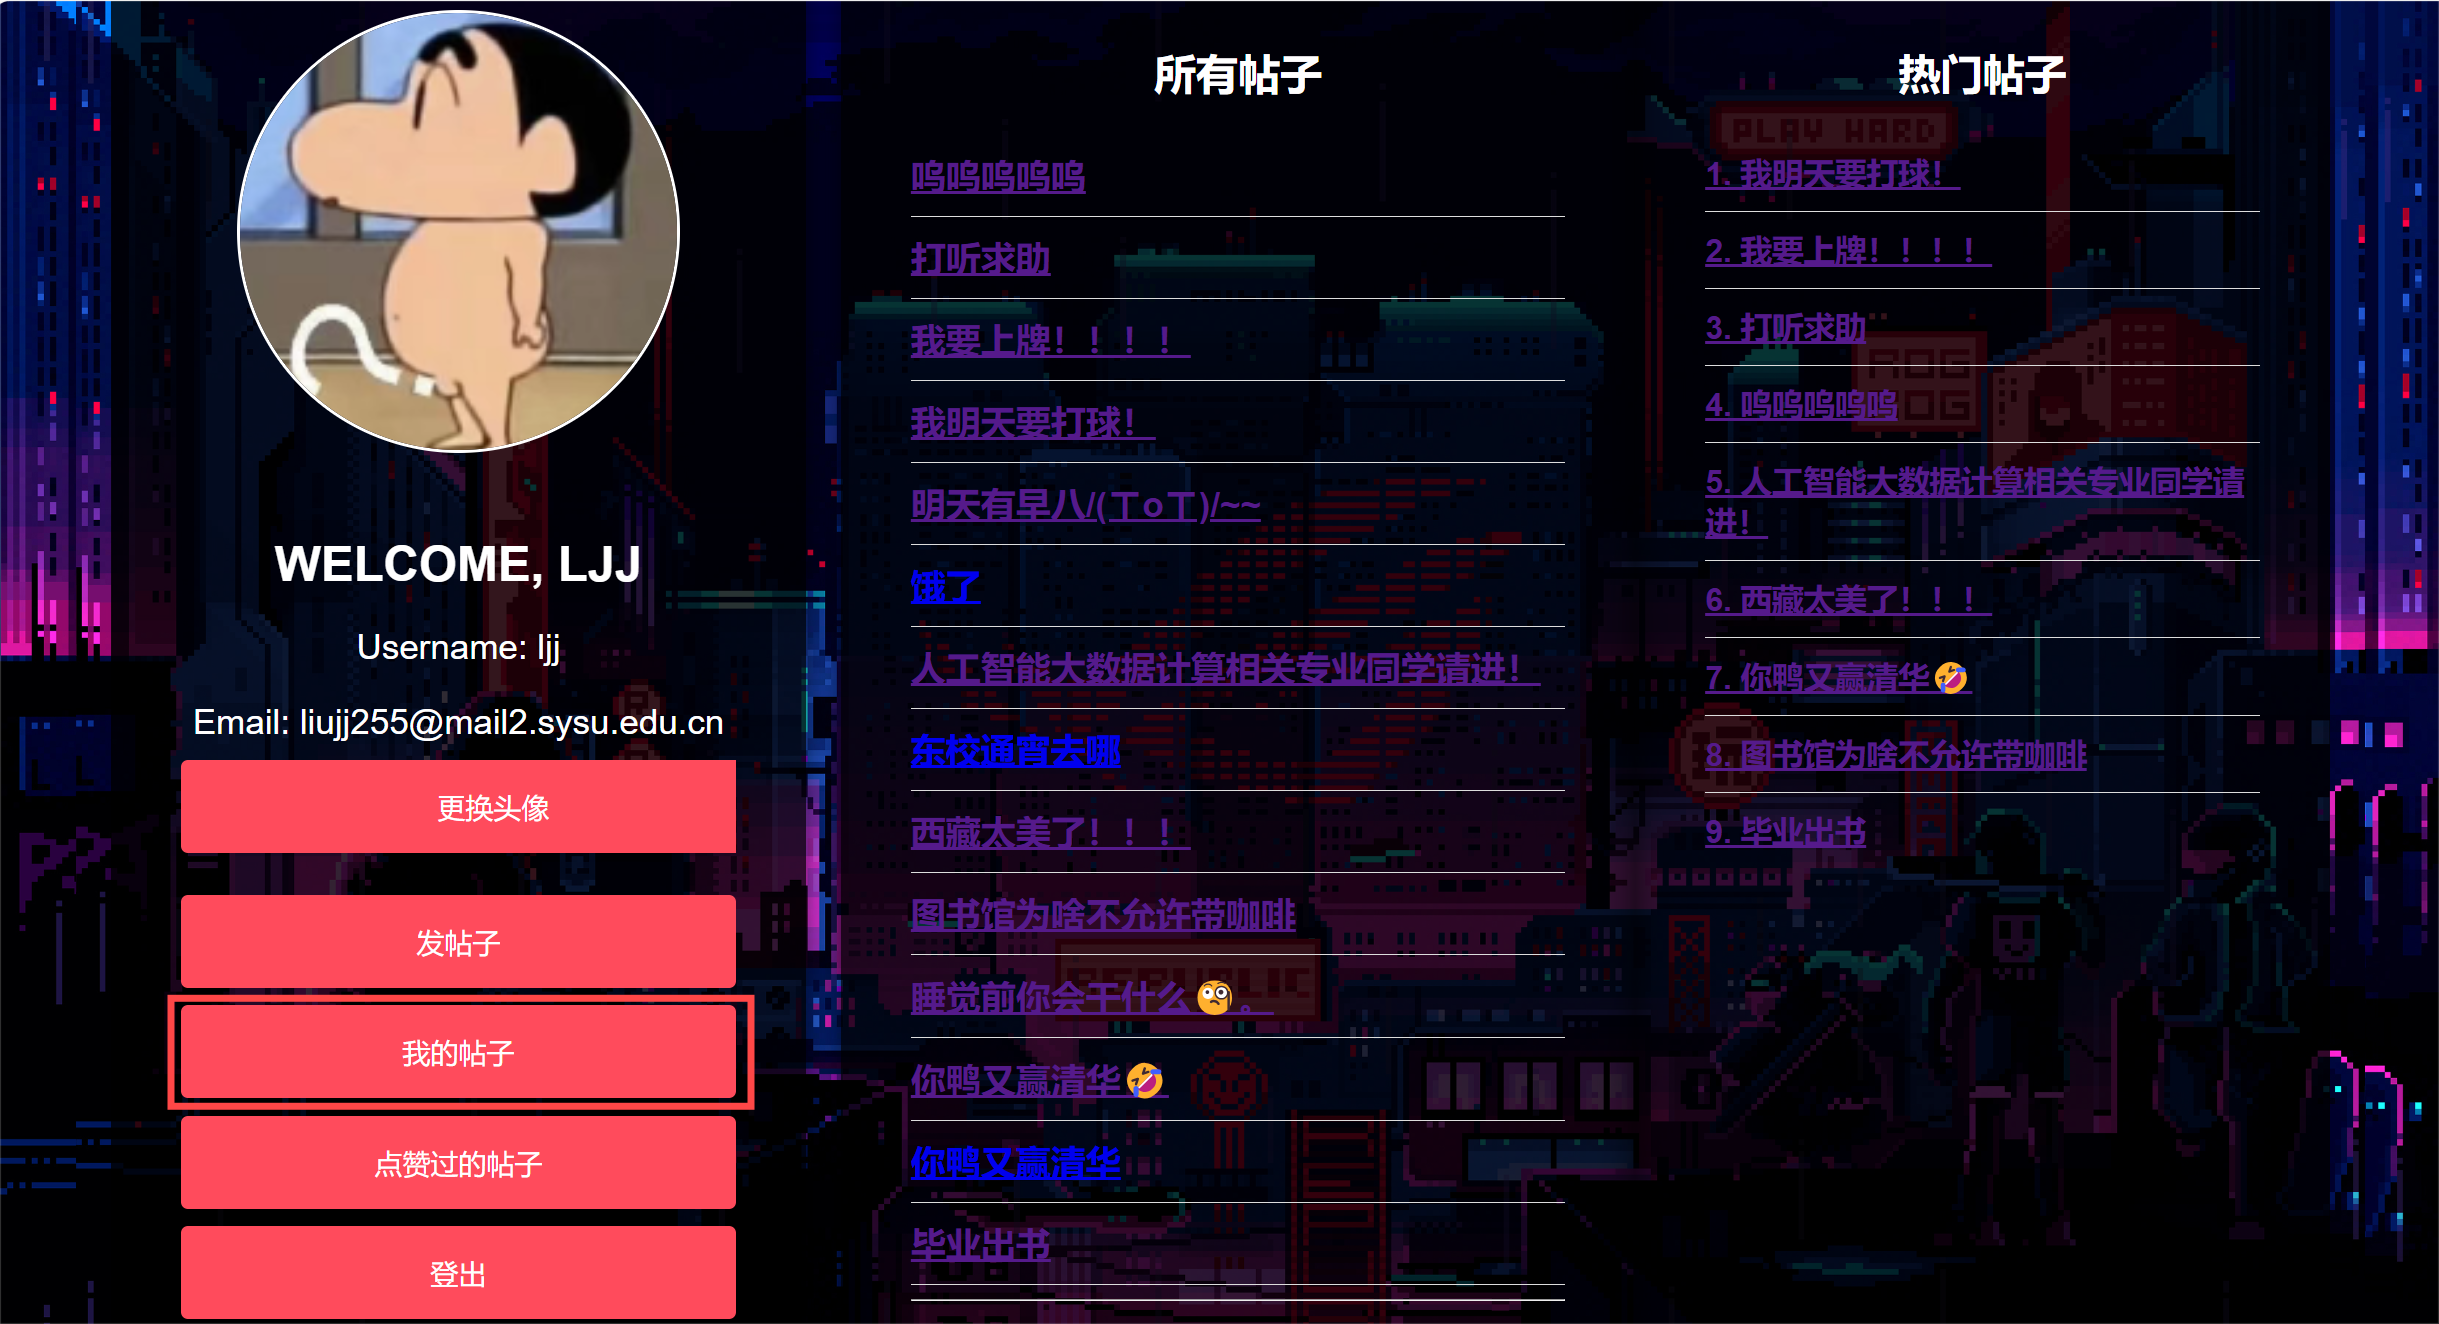 WELCOME, LJJ
Username: ljj
Email: liujj255@mail2.sysu.edu.cn
更换头像
发帖子
我的帖子
点赞过的帖子
登出
所有帖子
呜呜呜呜呜
打听求助
我要上牌！！！！
我明天要打球！
明天有早八/(ㄒoㄒ)/~~
饿了
人工智能大数据计算相关专业同学请进！
东校通宵去哪
西藏太美了！！！
图书馆为啥不允许带咖啡
睡觉前你会干什么🧐。
你鸭又赢清华🤣
你鸭又赢清华
毕业出书
热门帖子
PLAY HARD
1. 我明天要打球！
2. 我要上牌！！！！
3. 打听求助
4. 呜呜呜呜呜
5. 人工智能大数据计算相关专业同学请
进！
6. 西藏太美了！！！
7. 你鸭又赢清华🤣
8. 图书馆为啥不允许带咖啡
9. 毕业出书